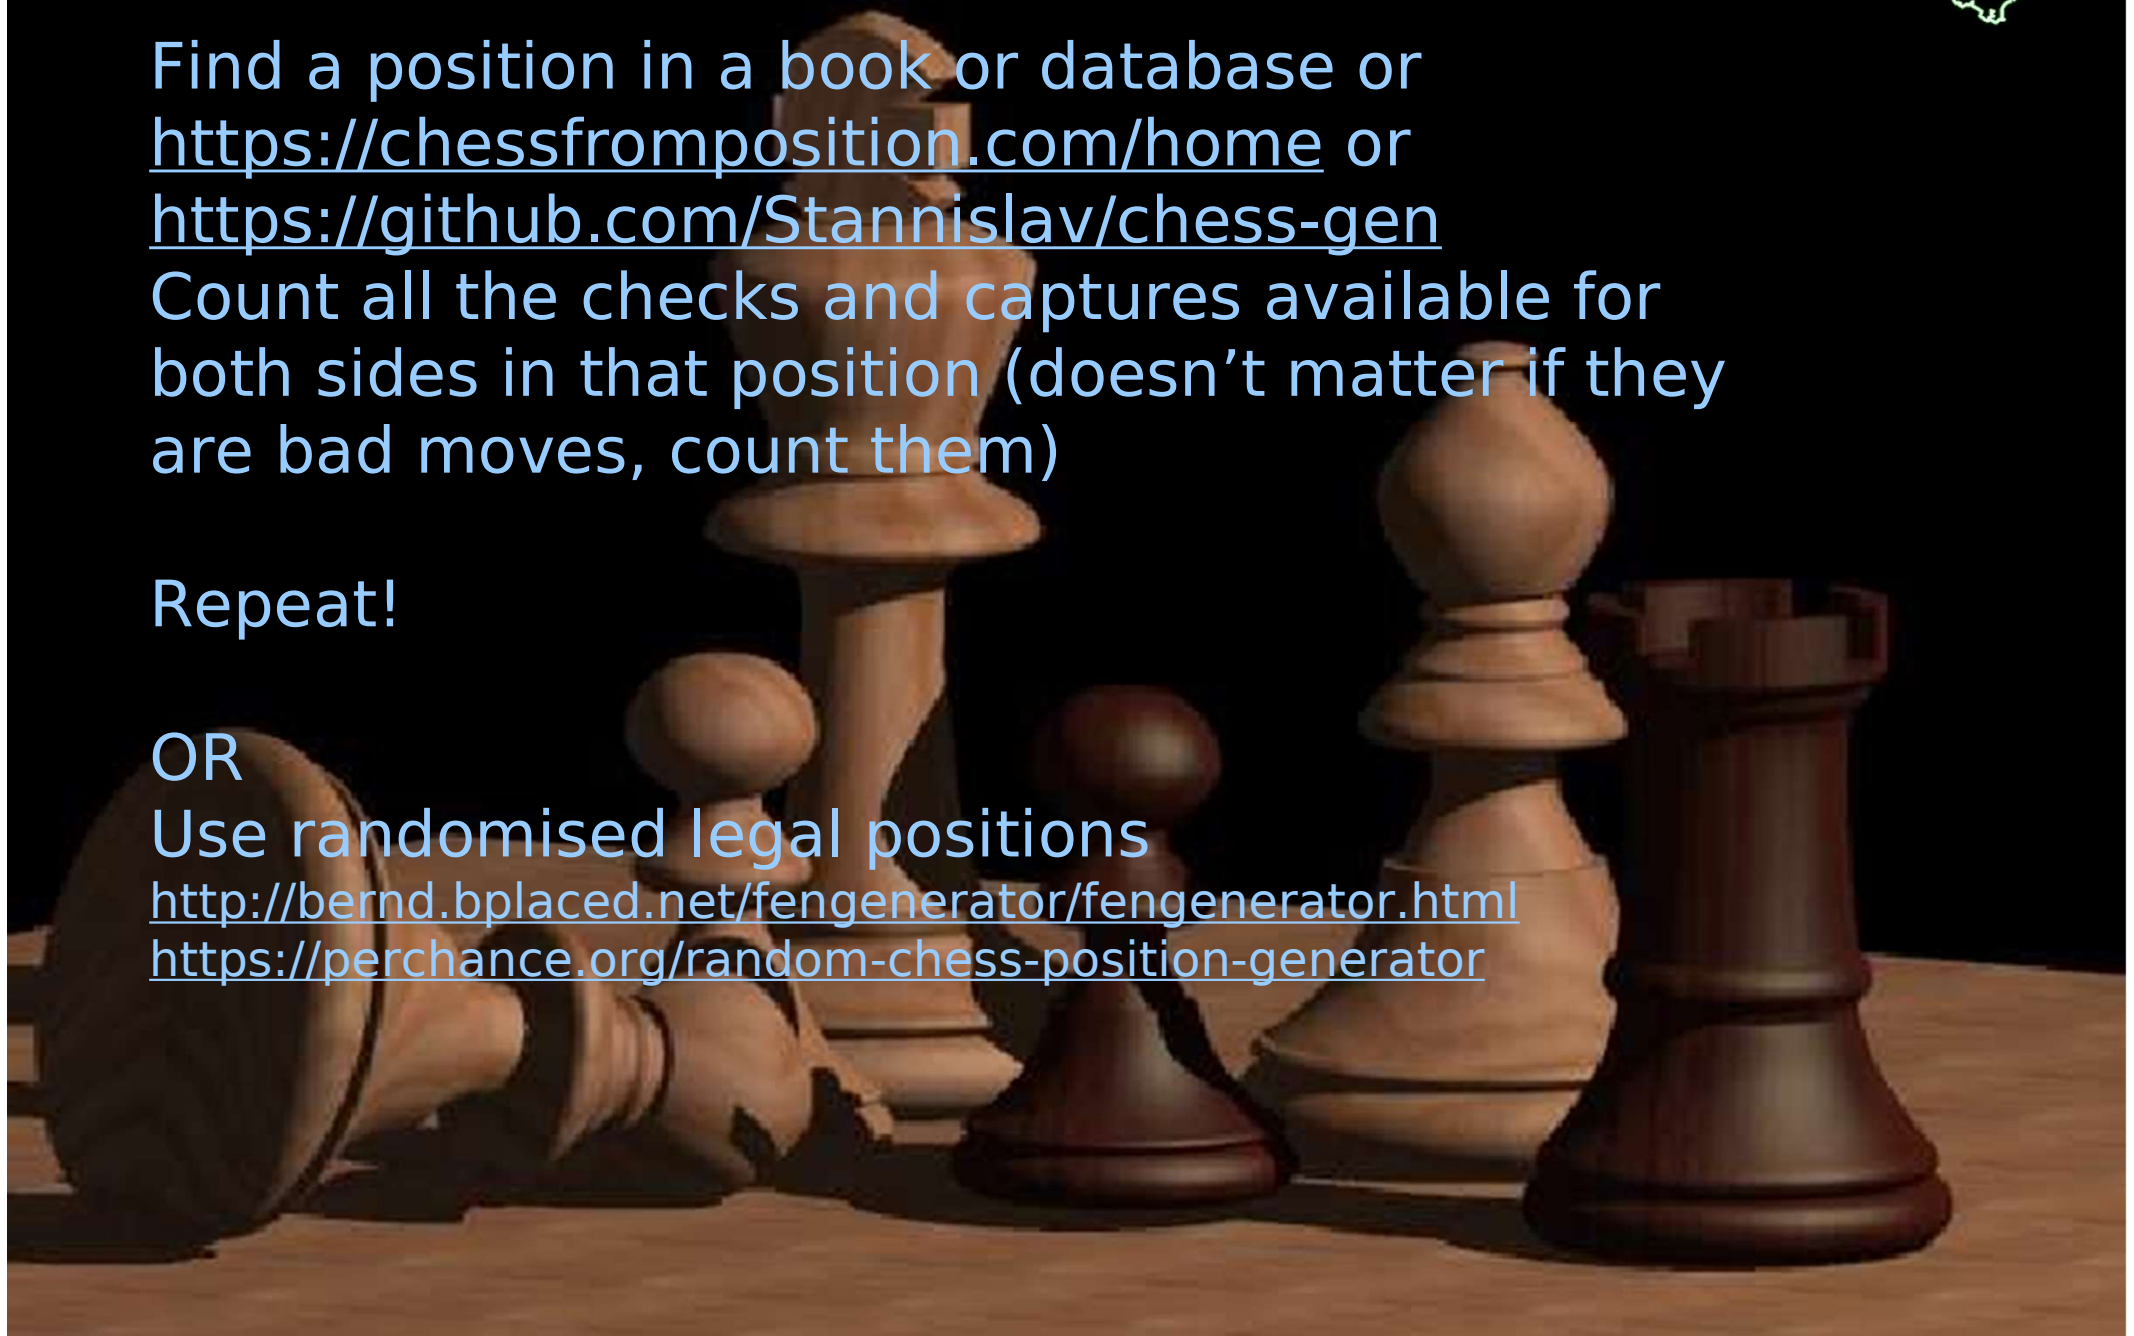 Find a position in a book or database or
https://chessfromposition.com/home or
https://github.com/Stannislav/chess-gen
Count all the checks and captures available for
both sides in that position (doesn’t matter if they
are bad moves, count them)
Repeat!
OR
Use randomised legal positions
http://bernd.bplaced.net/fengenerator/fengenerator.html
https://perchance.org/random-chess-position-generator